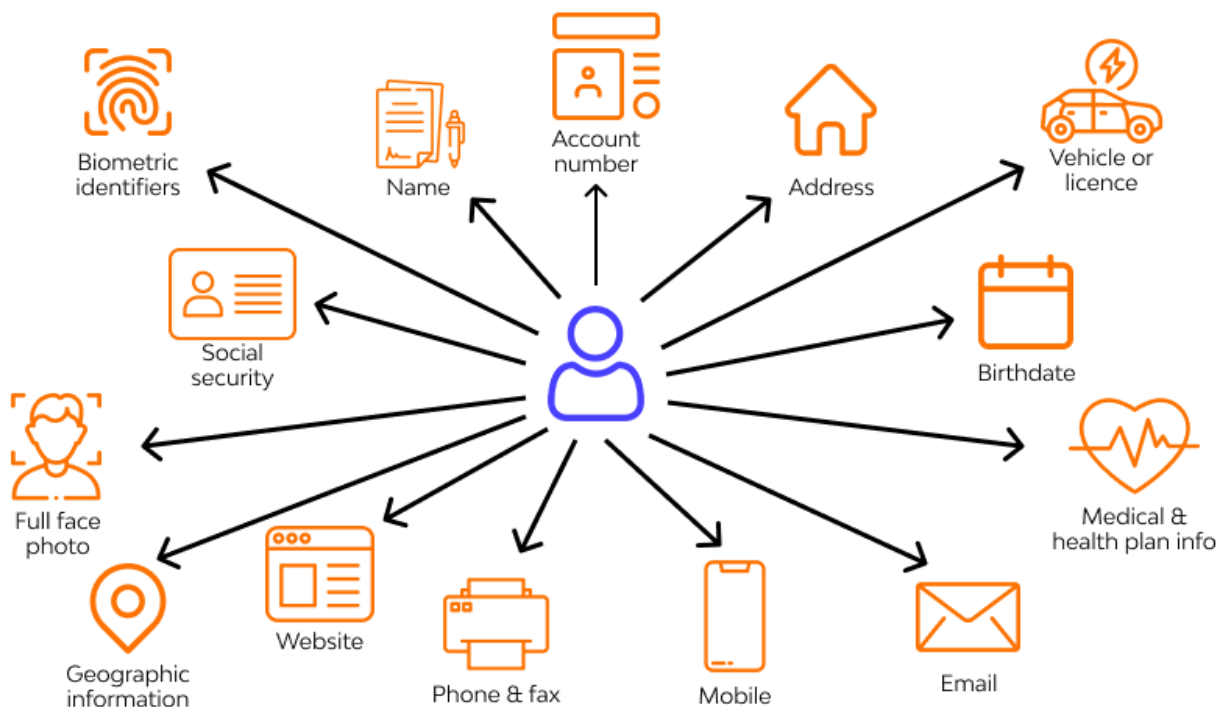 Biometric
identifiers
Name
Account
number
Address
Vehicle or
licence
Social
security
Birthdate
Full face
photo
Medical &
health plan info
Geographic
information
Website
Phone & fax
Mobile
Email